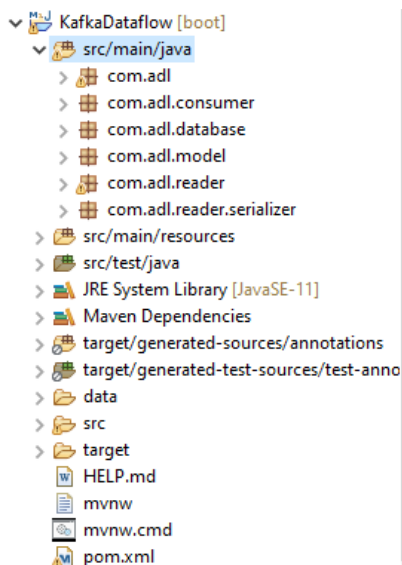 KafkaDataflow [boot]
src/main/java
com.adl
com.adl.consumer
com.adl.database
com.adl.model
com.adl.reader
com.adl.reader.serializer
src/main/resources
src/test/java
JRE System Library [JavaSE-11]
Maven Dependencies
target/generated-sources/annotations
target/generated-test-sources/test-anno
data
src
target
HELP.md
mvnw
mvnw.cmd
pom.xml